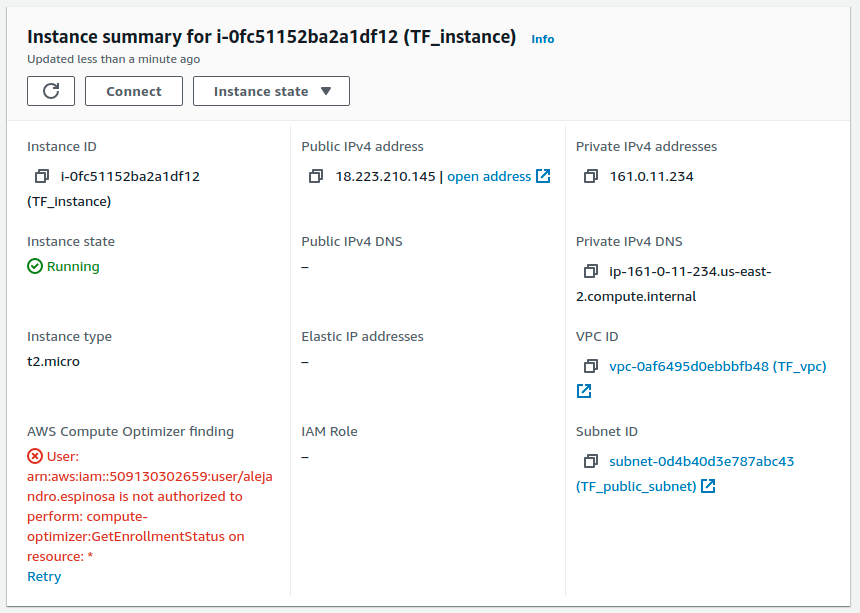 Instance summary for i-0fc51152ba2a1df12 (TF_instance) Info
Updated less than a minute ago
Connect
Instance state
Instance ID
i-0fc51152ba2a1df12
(TF_instance)
Public IPv4 address
18.223.210.145 | open address
Private IPv4 addresses
161.0.11.234
Instance state
Running
Public IPv4 DNS
–
Private IPv4 DNS
ip-161-0-11-234.us-east-
2.compute.internal
Instance type
t2.micro
Elastic IP addresses
–
VPC ID
vpc-0af6495d0ebbbfb48 (TF_vpc)
AWS Compute Optimizer finding
User:
arn:aws:iam::509130302659:user/aleja
ndro.espinosa is not authorized to
perform: compute-
optimizer:GetEnrollmentStatus on
resource: *
Retry
IAM Role
–
Subnet ID
subnet-0d4b40d3e787abc43
(TF_public_subnet)